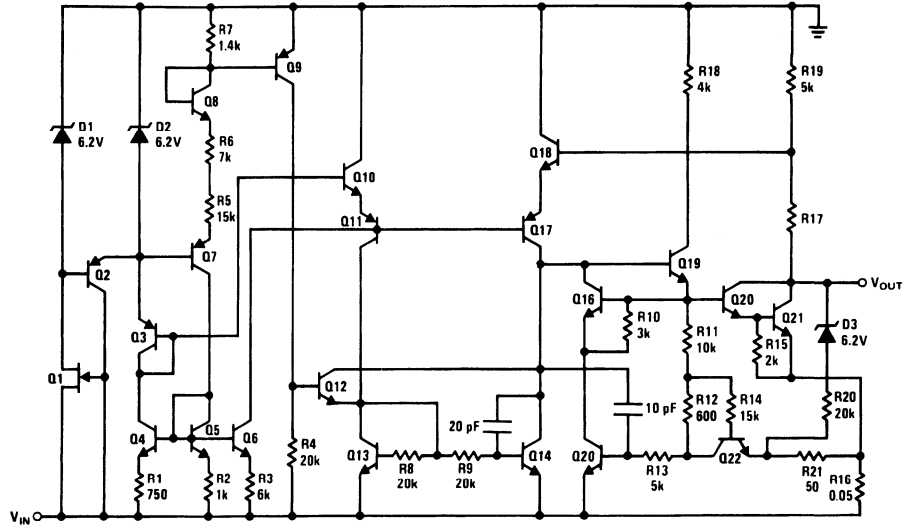 R7
1.4k
Q9
Q8
D1
6.2V
D2
6.2V
R6
7k
R5
15k
Q7
Q2
Q3
Q1
Q4
Q5
Q6
R1
750
R2
1k
R3
6k
R4
20k
VIN
Q10
Q11
Q12
Q13
R8
20k
R9
20k
20 pF
Q14
Q18
Q17
R18
4k
R19
5k
R17
Q19
Q16
R10
3k
R11
10k
Q20
Q21
VOUT
D3
6.2V
R15
2k
10 pF
R12
600
R14
15k
R20
20k
Q20
R13
5k
Q22
R21
50
R16
0.05